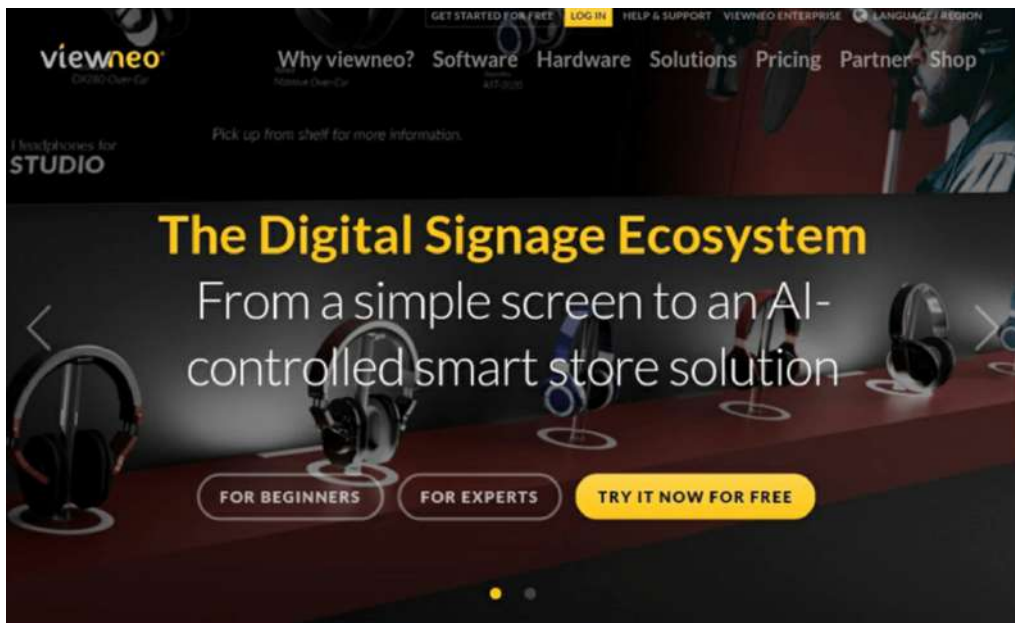 GET STARTED FOR FREE LOG IN HELP & SUPPORT VIEWNEO ENTERPRISE LANGUAGE / REGION
viewneo Why viewneo? Software Hardware Solutions Pricing Partner Shop
Pick up from shelf for more information.
Headphones for
STUDIO
The Digital Signage Ecosystem
From a simple screen to an AI-
controlled smart store solution
FOR BEGINNERS FOR EXPERTS TRY IT NOW FOR FREE